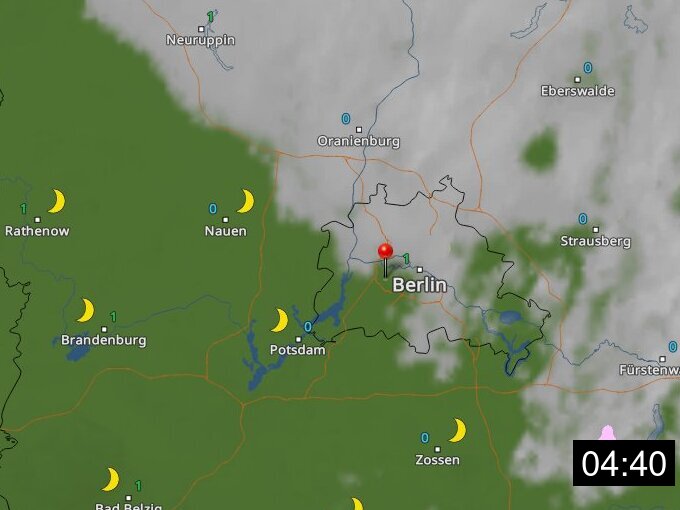 1
Neuruppin
0
Eberswalde
0
Oranienburg
1
Rathenow
0
Nauen
0
Strausberg
1
Berlin
1
Brandenburg
0
Potsdam
0
Fürstenwa
0
Zossen
04:40
1
Bad Belzig